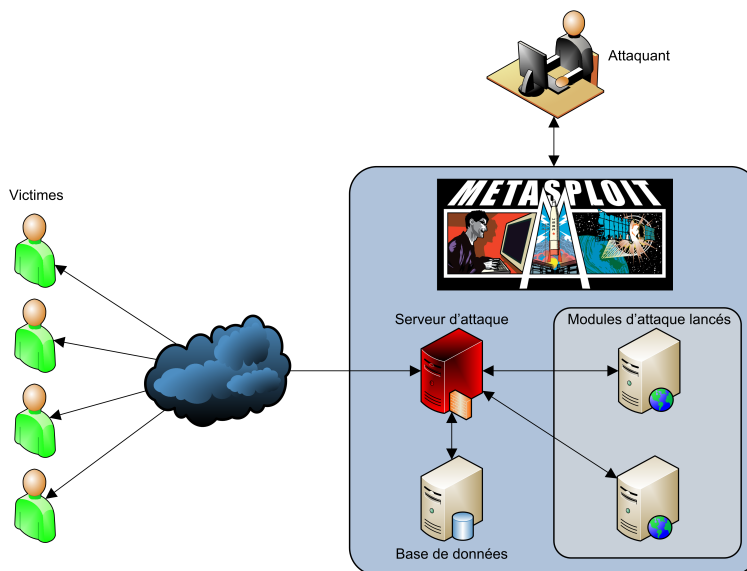 Attaquant
METASPLOIT
Victimes
Serveur d'attaque
Modules d'attaque lancés
Base de données